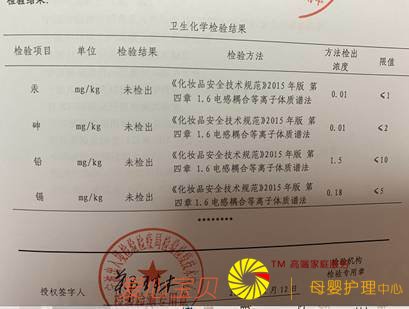 检验结果:
卫生化学检验结果
检验项目 单位 检验结果 检验方法 方法检出浓度 限值
汞 mg/kg 未检出 《化妆品安全技术规范》2015年版 第四章 1.6 电感耦合等离子体质谱法 0.01 ≤1
砷 mg/kg 未检出 《化妆品安全技术规范》2015年版 第四章 1.6 电感耦合等离子体质谱法 0.01 ≤2
铅 mg/kg 未检出 《化妆品安全技术规范》2015年版 第四章 1.6 电感耦合等离子体质谱法 1.5 ≤10
镉 mg/kg 未检出 《化妆品安全技术规范》2015年版 第四章 1.6 电感耦合等离子体质谱法 0.18 ≤5
********
检验机构
检验专用章
TM 高端家庭服务
母婴护理中心
授权签字人
月12日